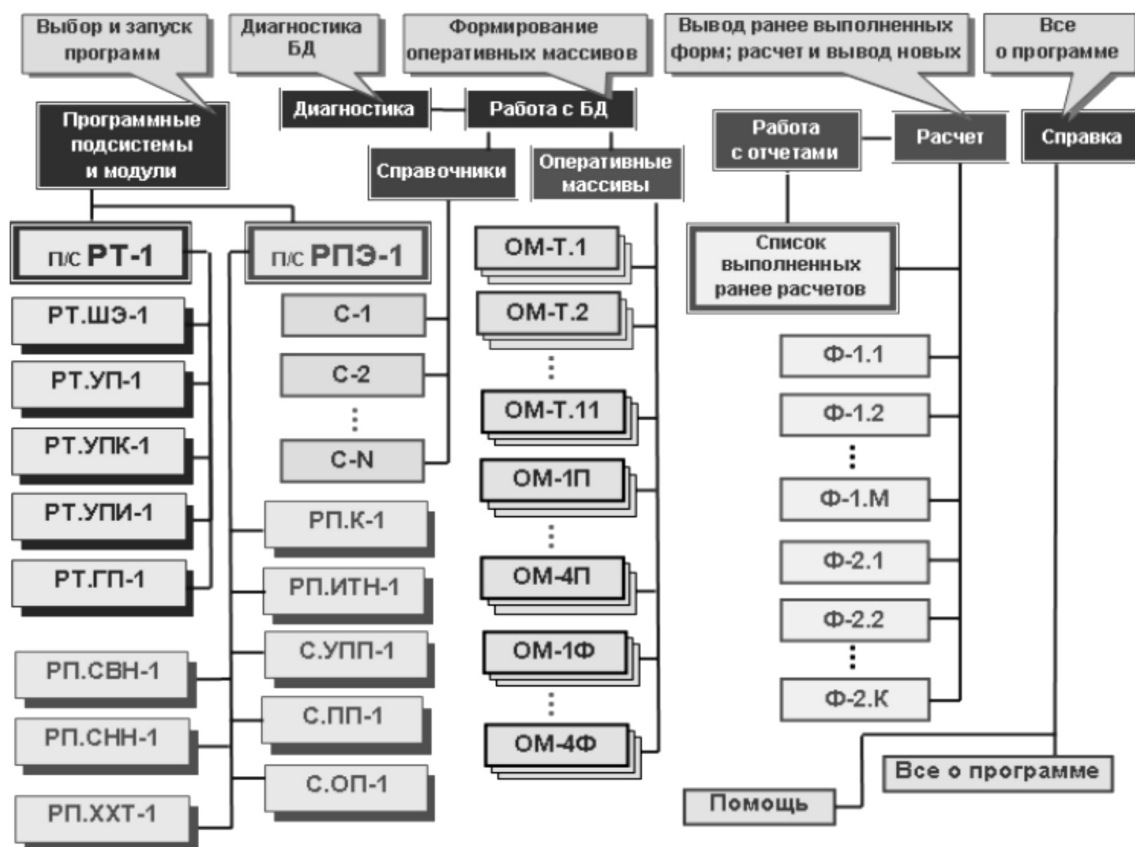 Выбор и запуск
программ
Диагностика
БД
Формирование
оперативных массивов
Вывод ранее выполненных
форм; расчет и вывод новых
Все
о программе
Программные
подсистемы
и модули
Диагностика
Работа с БД
Справочники
Оперативные
массивы
Работа
с отчетами
Расчет
Справка
П/С РТ-1
П/С РПЭ-1
РТ.ШЭ-1
РТ.УП-1
РТ.УПК-1
РТ.УПИ-1
РТ.ГП-1
РП.СВН-1
РП.СНН-1
РП.ХХТ-1
С-1
С-2
С-N
РП.К-1
РП.ИТН-1
С.УПП-1
С.ПП-1
С.ОП-1
ОМ-Т.1
ОМ-Т.2
ОМ-Т.11
ОМ-1П
ОМ-4П
ОМ-1Ф
ОМ-4Ф
Список
выполненных
ранее расчетов
Ф-1.1
Ф-1.2
Ф-1.М
Ф-2.1
Ф-2.2
Ф-2.К
Все о программе
Помощь